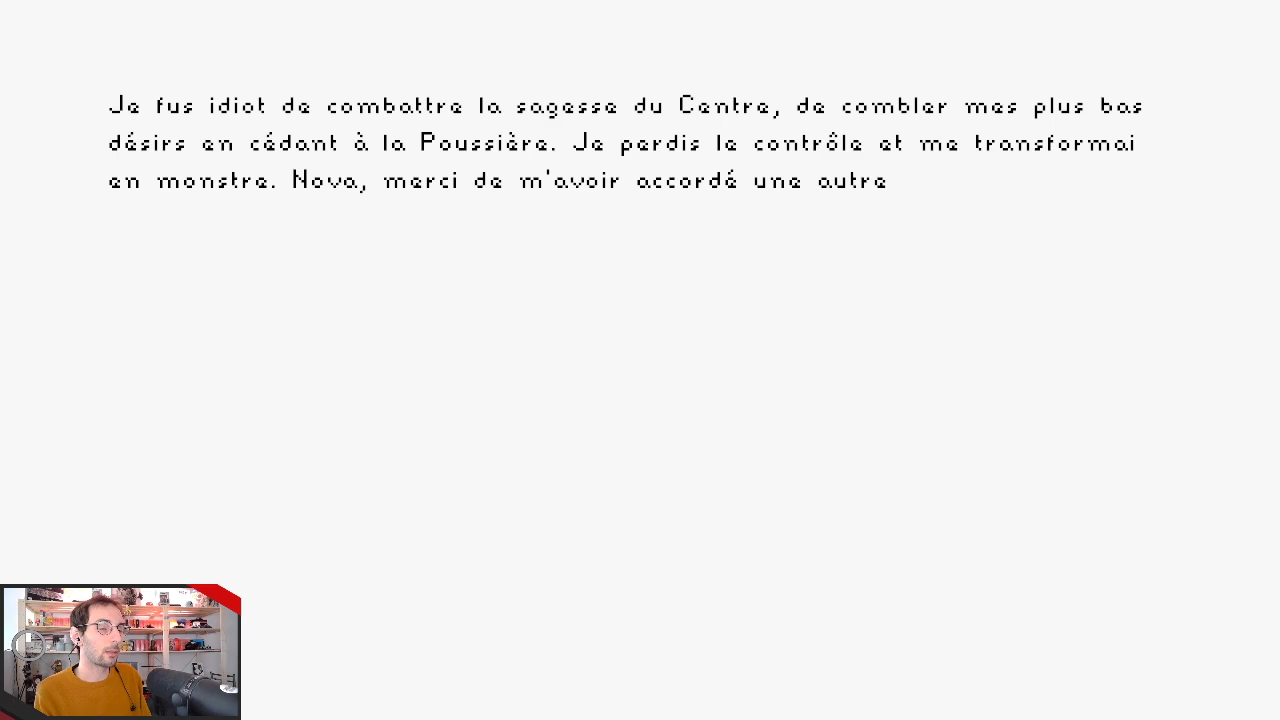 Je fus idiot de combattre la sagesse du Centre, de combler mes plus bas
désirs en cédant à la Poussière. Je perdis le contrôle et me transformai
en monstre. Nova, merci de m'avoir accordé une autre